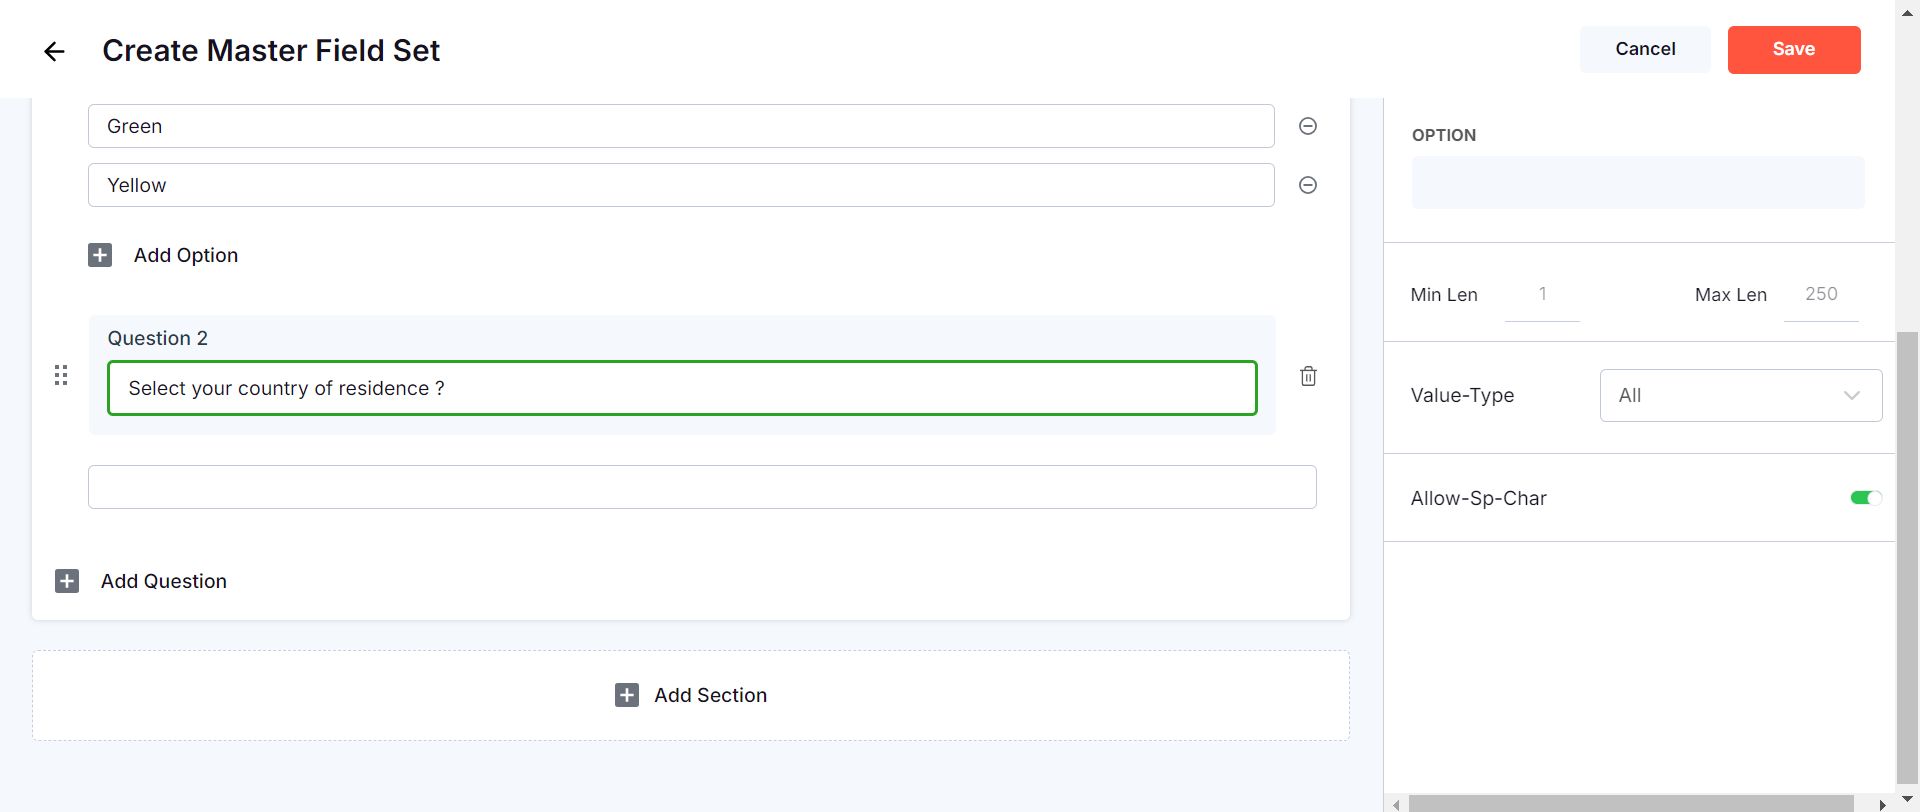 Create Master Field Set
Cancel
Save
Green
Yellow
Add Option
Question 2
Select your country of residence ?
Add Question
Add Section
OPTION
Min Len 1 Max Len 250
Value-Type All
Allow-Sp-Char